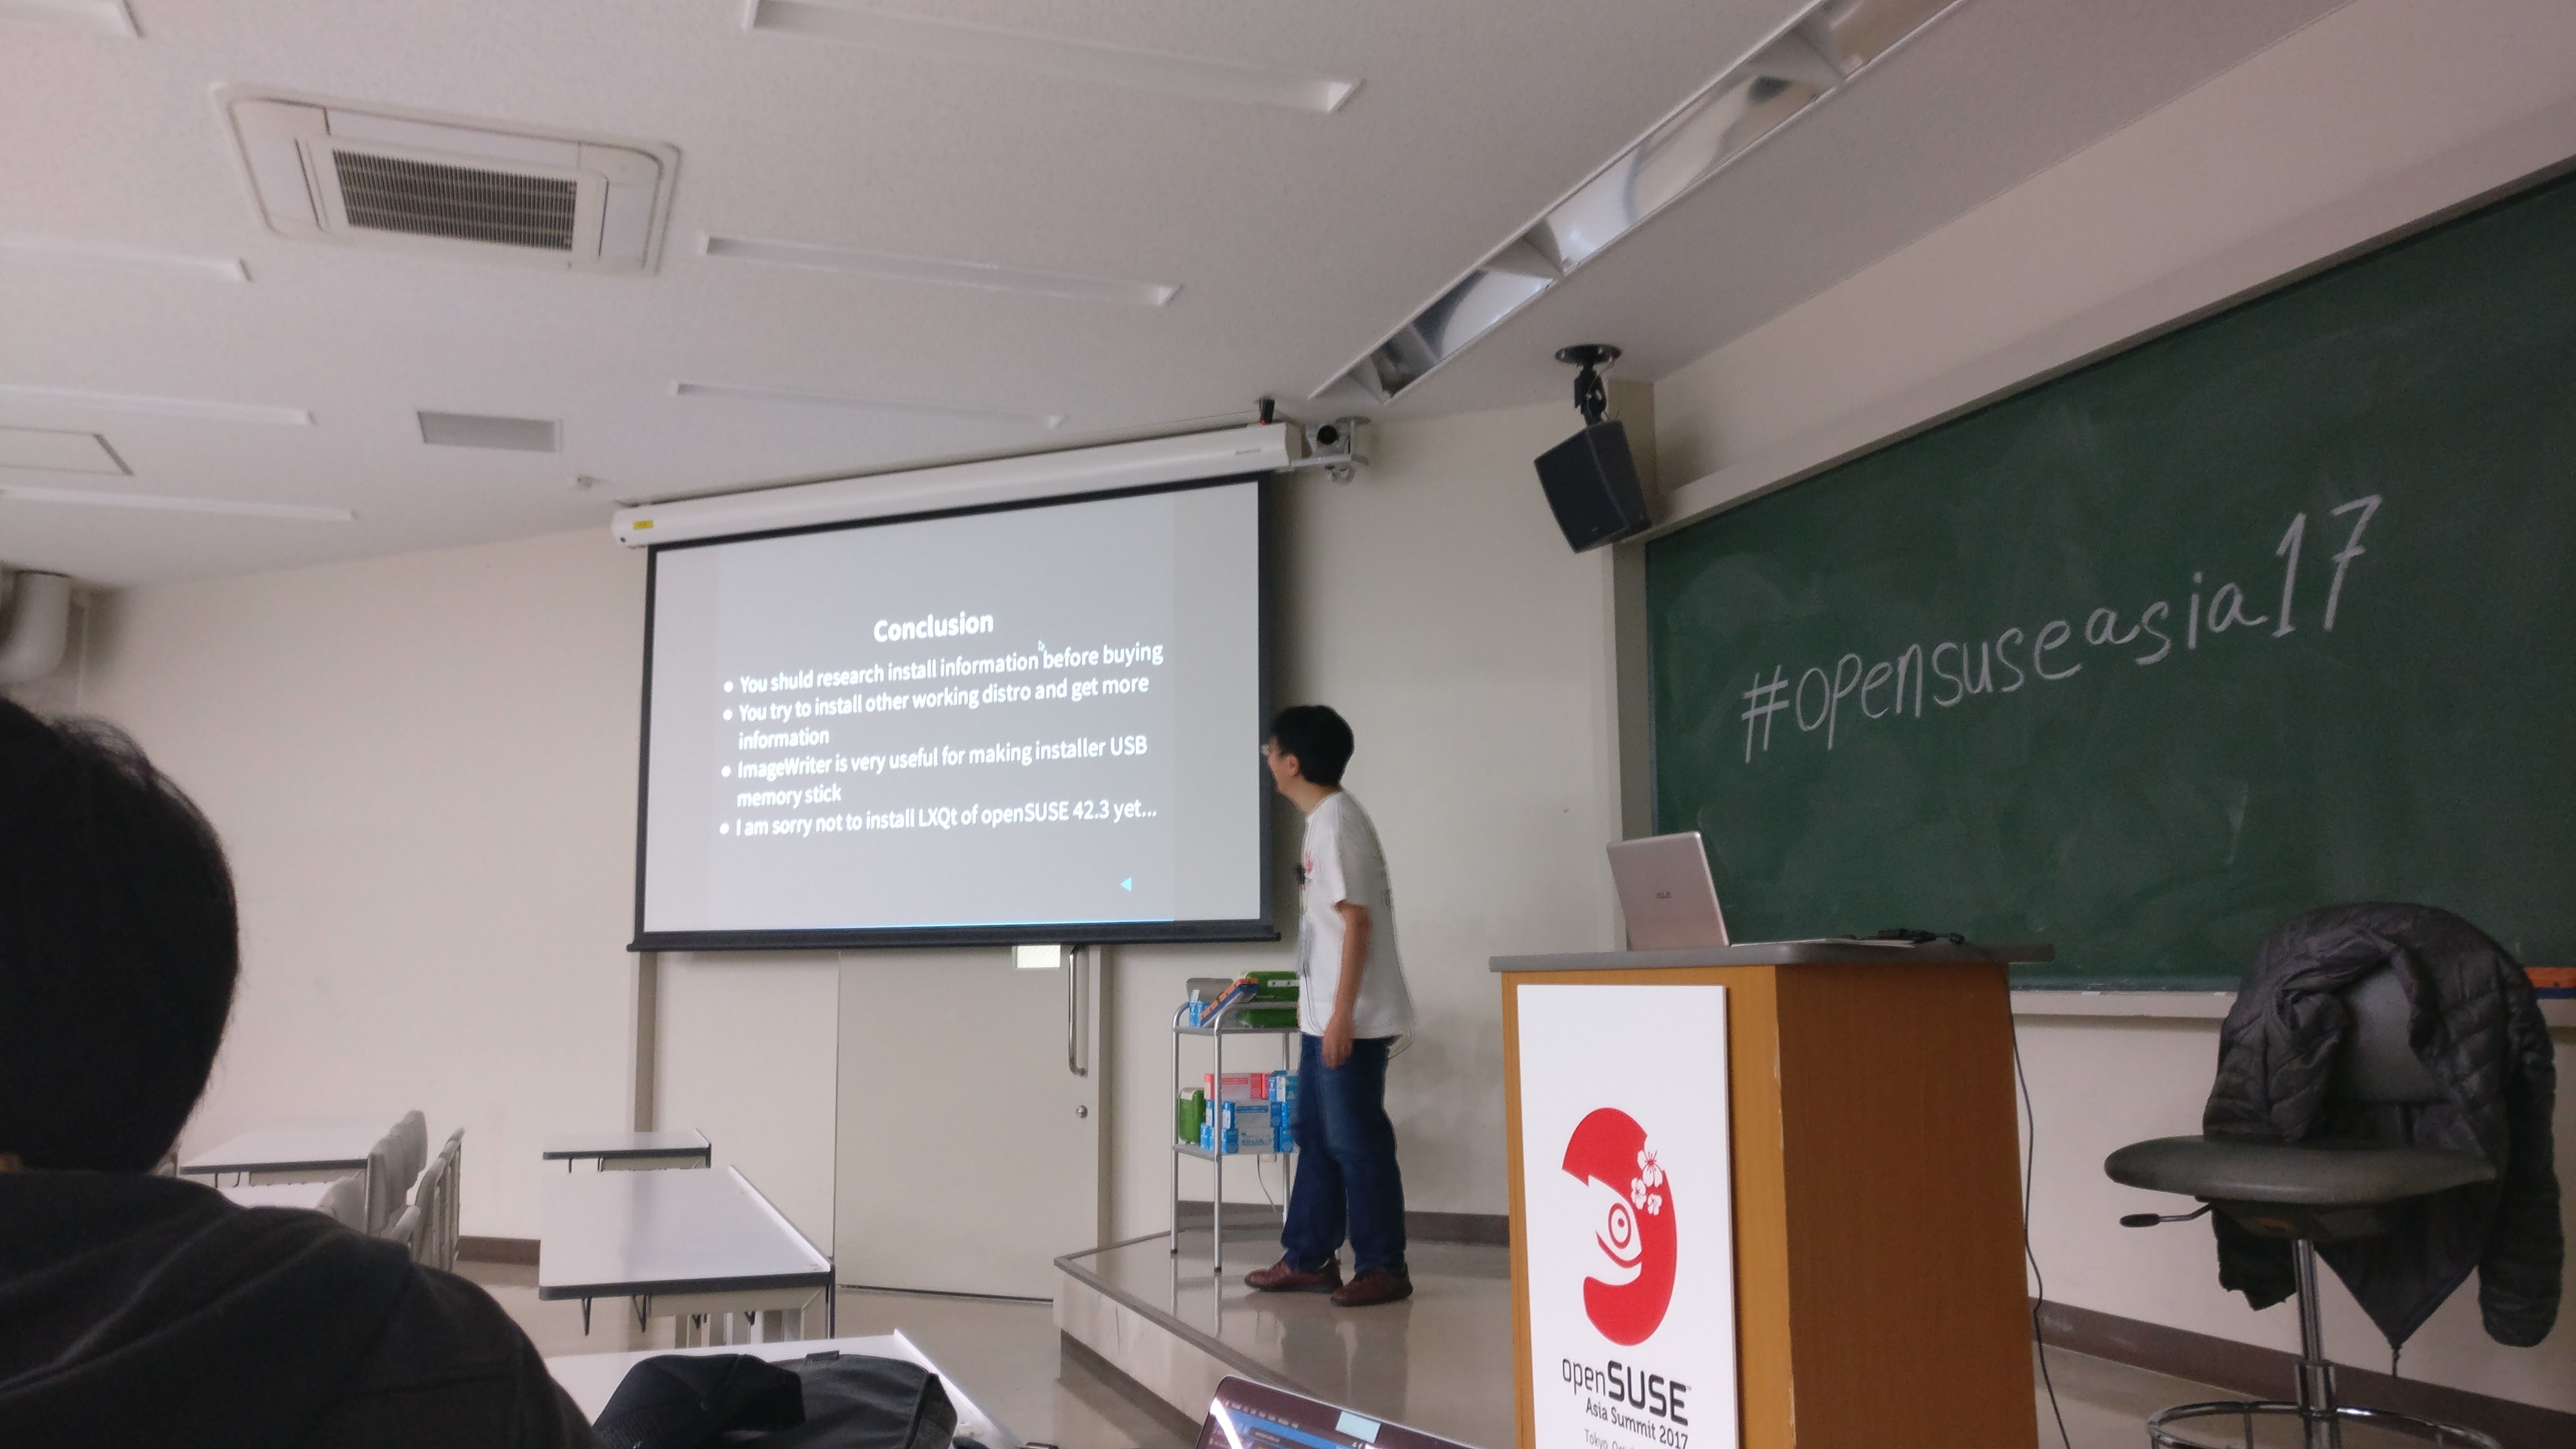 Conclusion
You shuld research install information before buying
You try to install other working distro and get more
information
ImageWriter is very useful for making installer USB
memory stick
I am sorry not to install LXQt of openSUSE 42.3 yet...
#opensuseasia17
openSUSE
Asia Summit 2017
Tokyo,